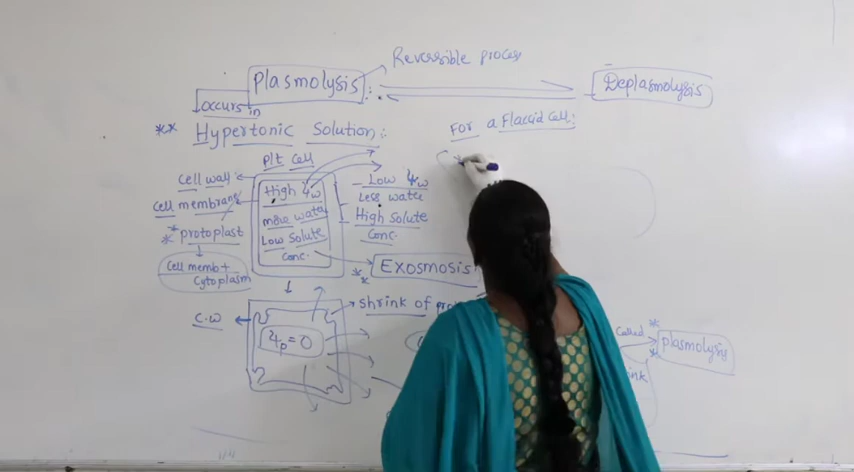 Reversible process
Plasmolysis :.
Deplasmolysis
occurs in
** Hypertonic Solution:.
For a Flaccid Cell:
plt cell
cell wall
cell membrane
* protoplast
*
cell memb +
cytoplasm
High Ψw
more water
Low Solute
conc.
Low Ψw
Less water
High Solute
Conc.
Exosmosis
**
C.W
Ψp = 0
shrink of
Called
*
plasmolysis
*